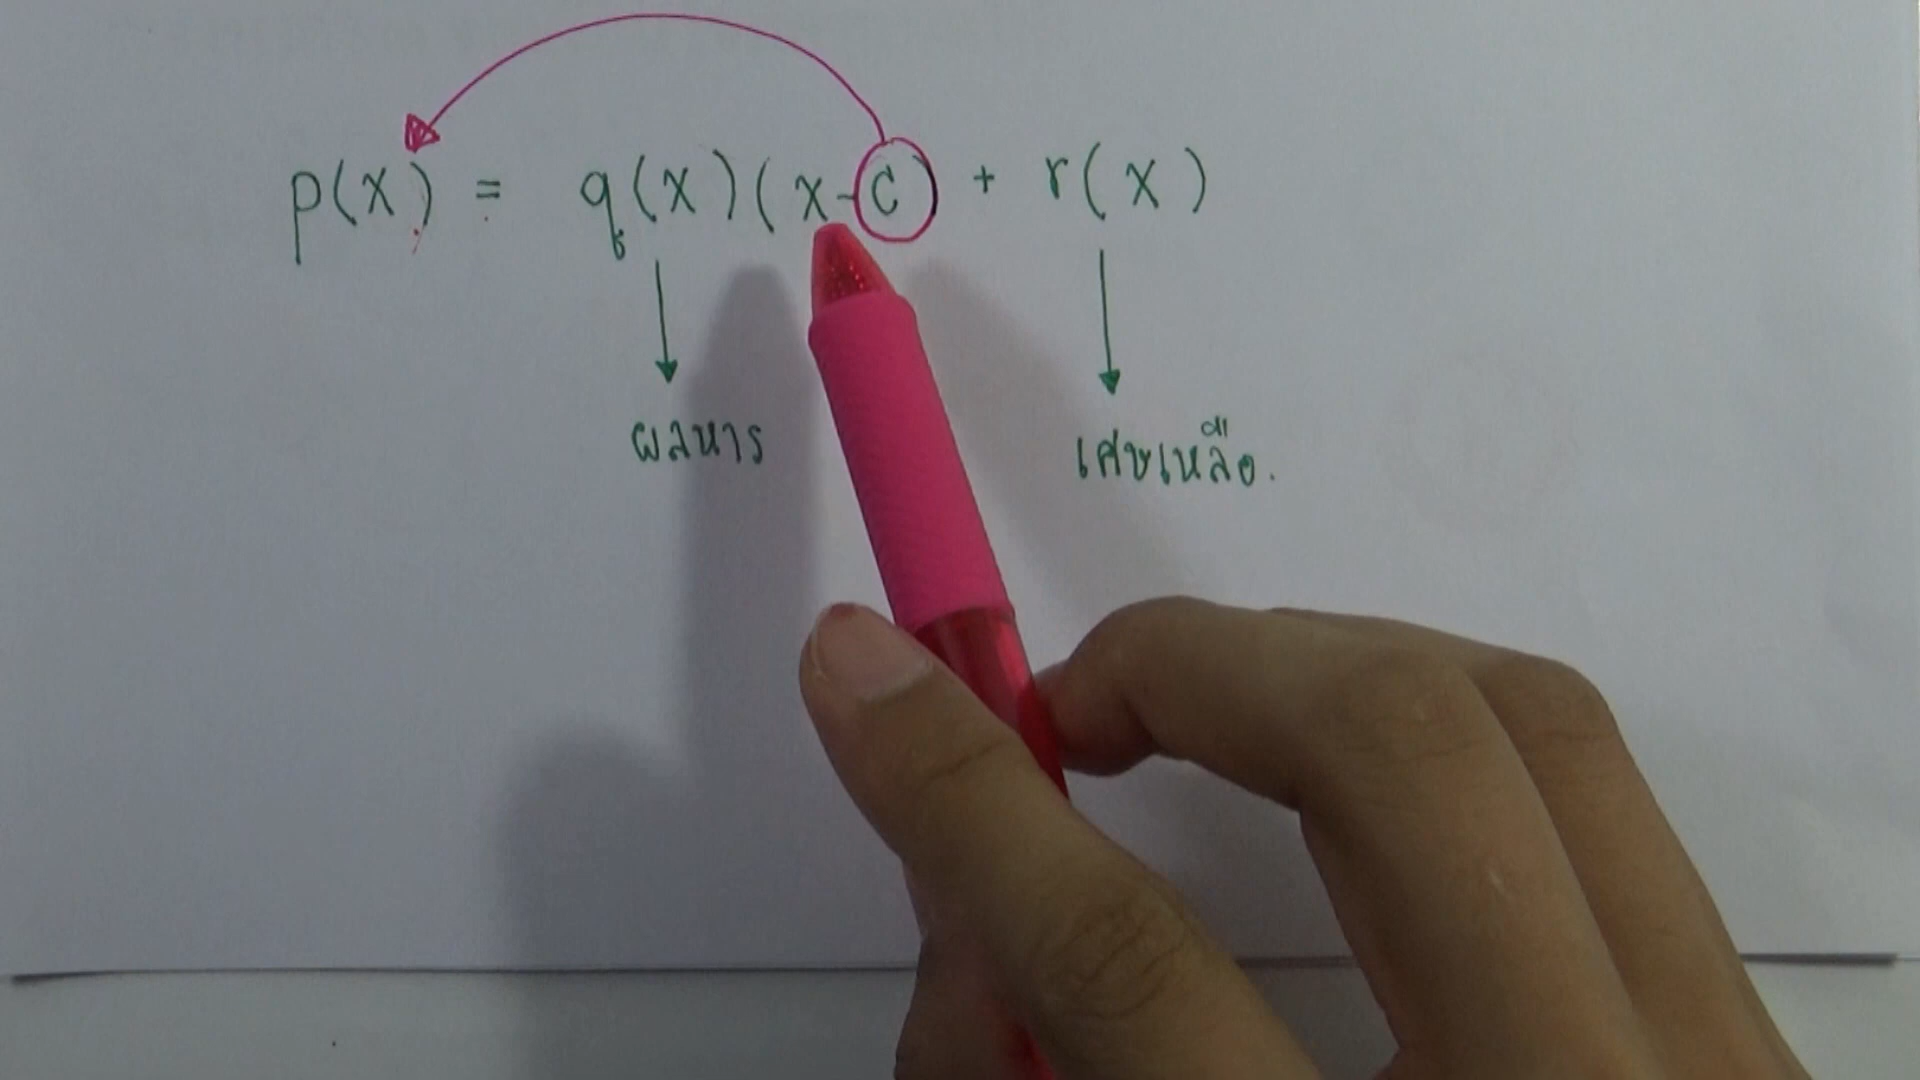 p(x) = q(x)(x-c) + r(x)
ผลหาร
เศษเหลือ.